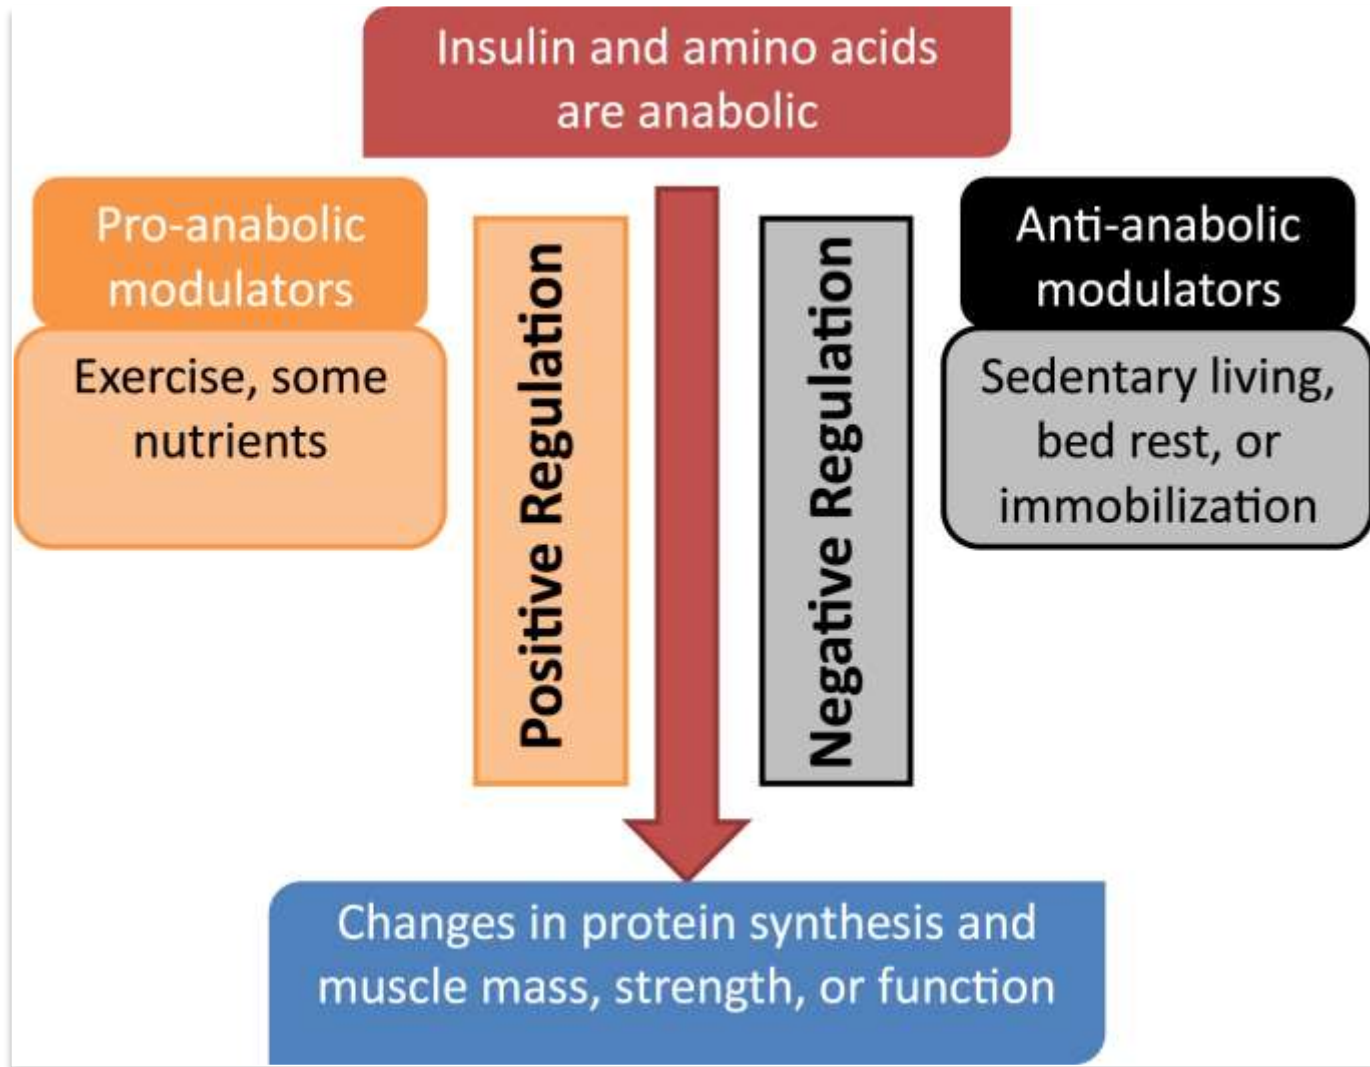 Insulin and amino acids
are anabolic
Pro-anabolic
modulators
Exercise, some
nutrients
Positive Regulation
Negative Regulation
Anti-anabolic
modulators
Sedentary living,
bed rest, or
immobilization
Changes in protein synthesis and
muscle mass, strength, or function